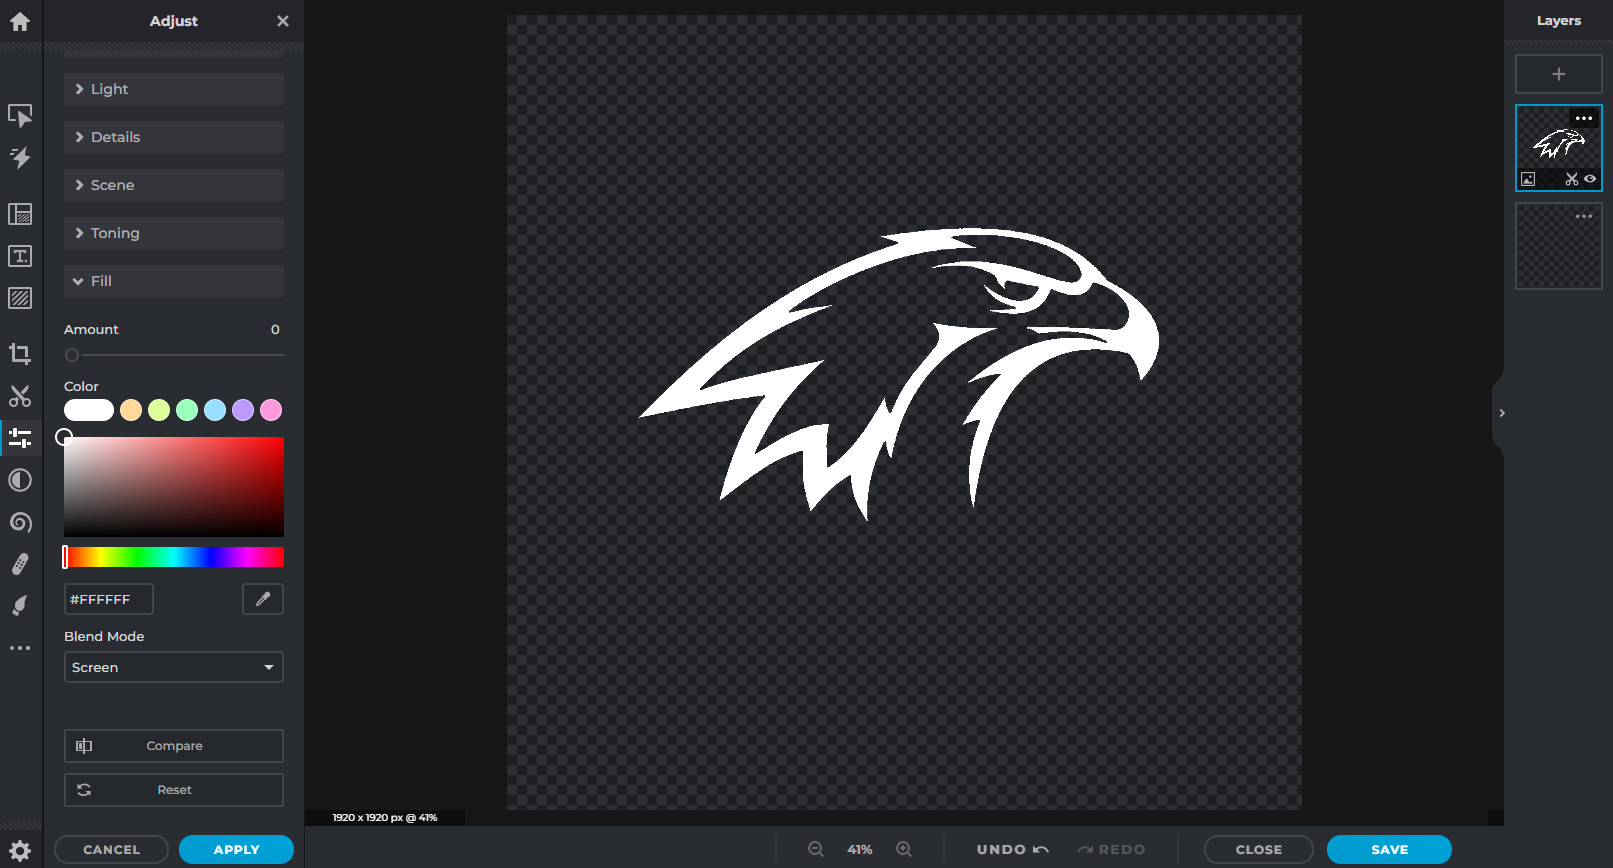 Adjust
Light
Details
Scene
Toning
Fill
Amount 0
Color
#FFFFFF
Blend Mode
Screen
Compare
Reset
CANCEL APPLY
1920 x 1920 px @ 41%
41% UNDO REDO CLOSE SAVE
Layers
T.